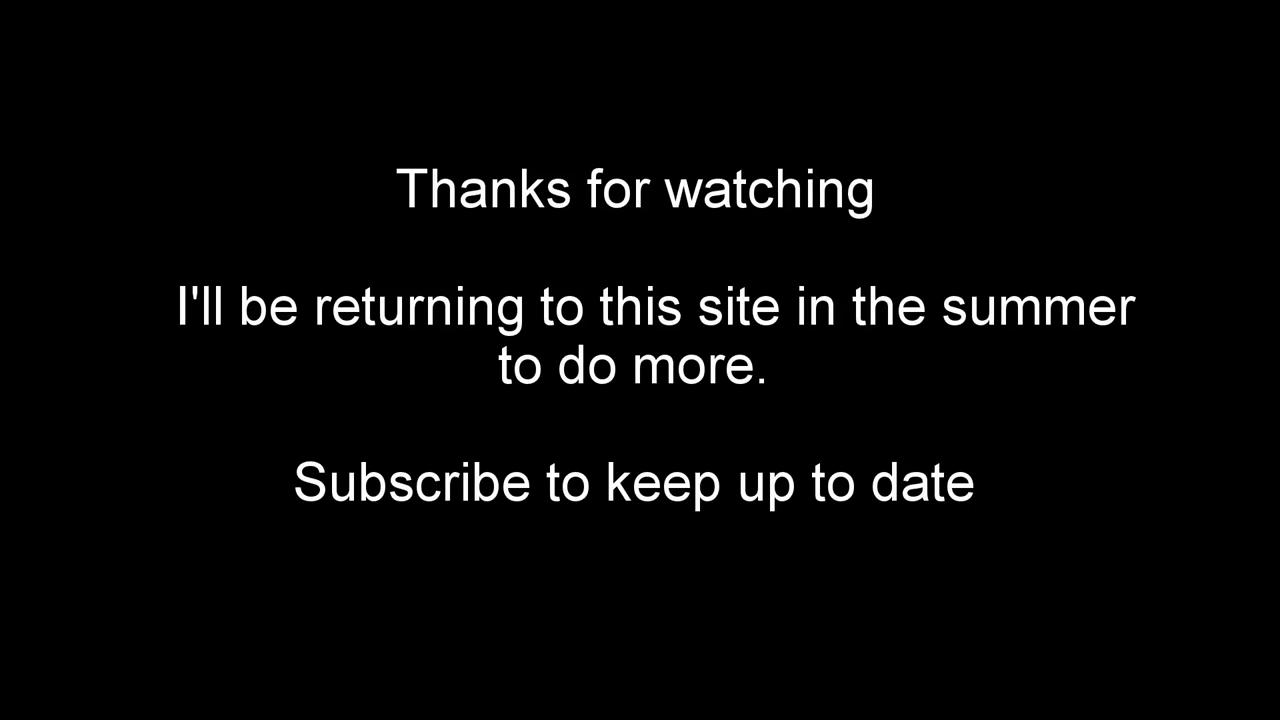 Thanks for watching
I'll be returning to this site in the summer
to do more.
Subscribe to keep up to date